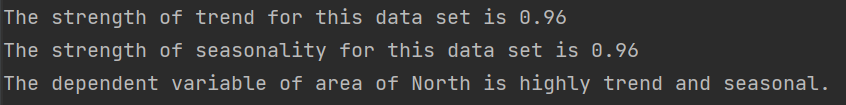 The strength of trend for this data set is 0.96
The strength of seasonality for this data set is 0.96
The dependent variable of area of North is highly trend and seasonal.